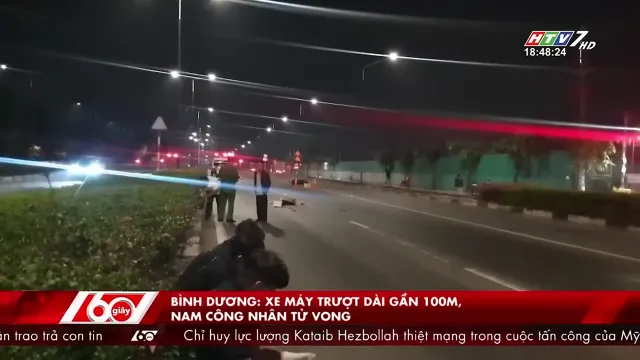 HTV7 HD
18:48:24
60 giây
BÌNH DƯƠNG: XE MÁY TRƯỢT DÀI GẦN 100M,
NAM CÔNG NHÂN TỬ VONG
ần trao trả con tin 60 giây Chỉ huy lực lượng Kataib Hezbollah thiệt mạng trong cuộc tấn công của Mỹ